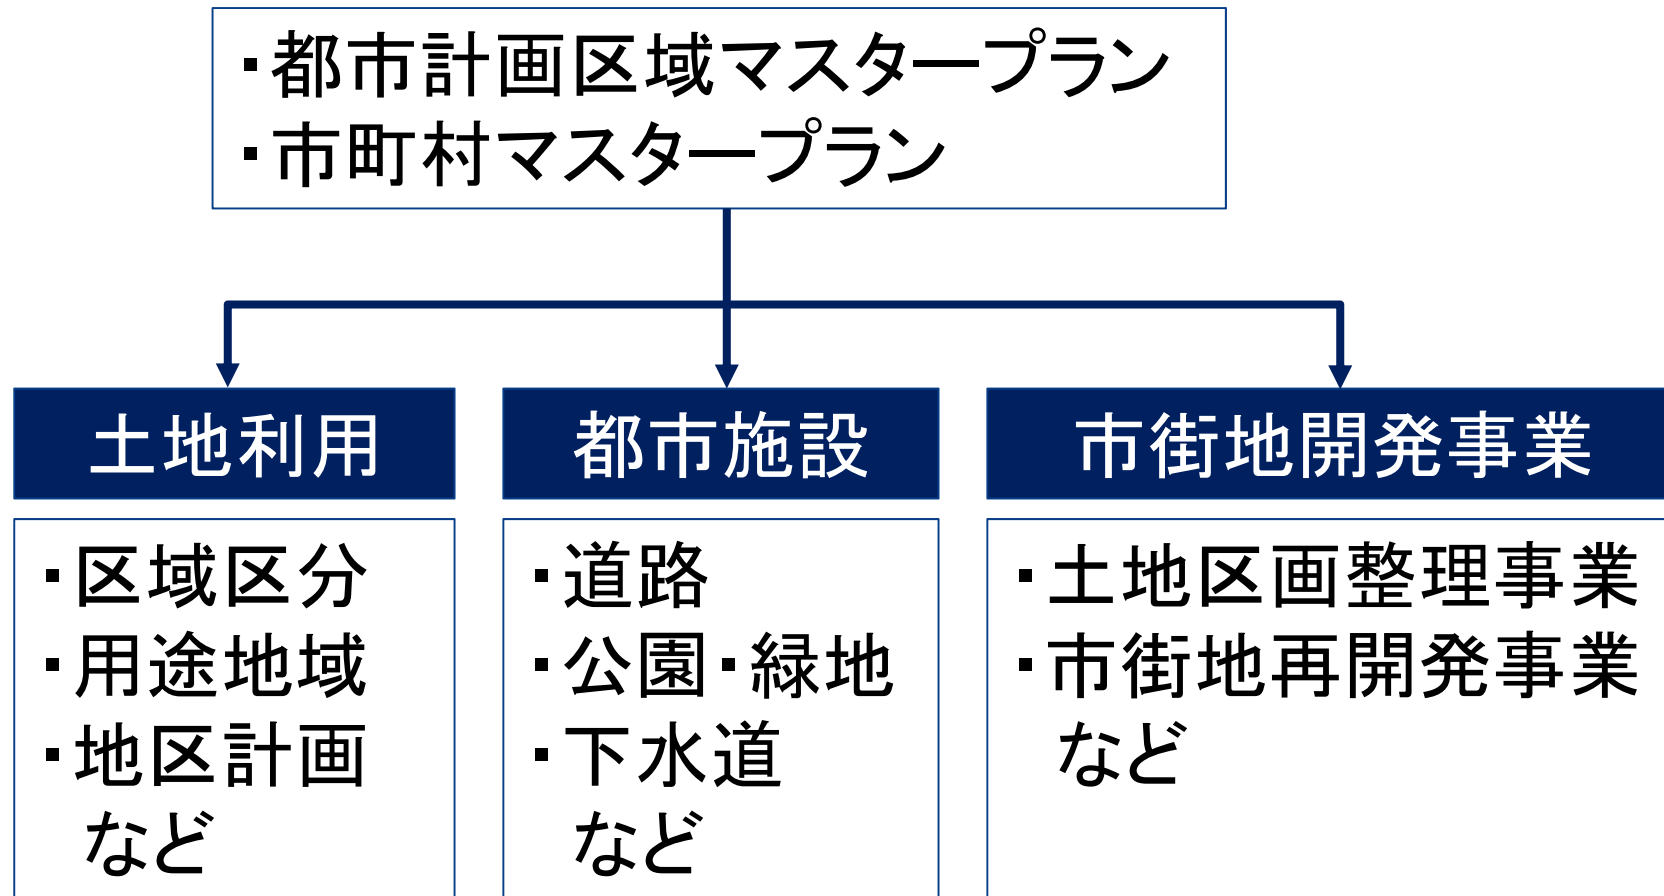 ・都市計画区域マスタープラン
・市町村マスタープラン
土地利用
・区域区分
・用途地域
・地区計画
など
都市施設
・道路
・公園・緑地
・下水道
など
市街地開発事業
・土地区画整理事業
・市街地再開発事業
など